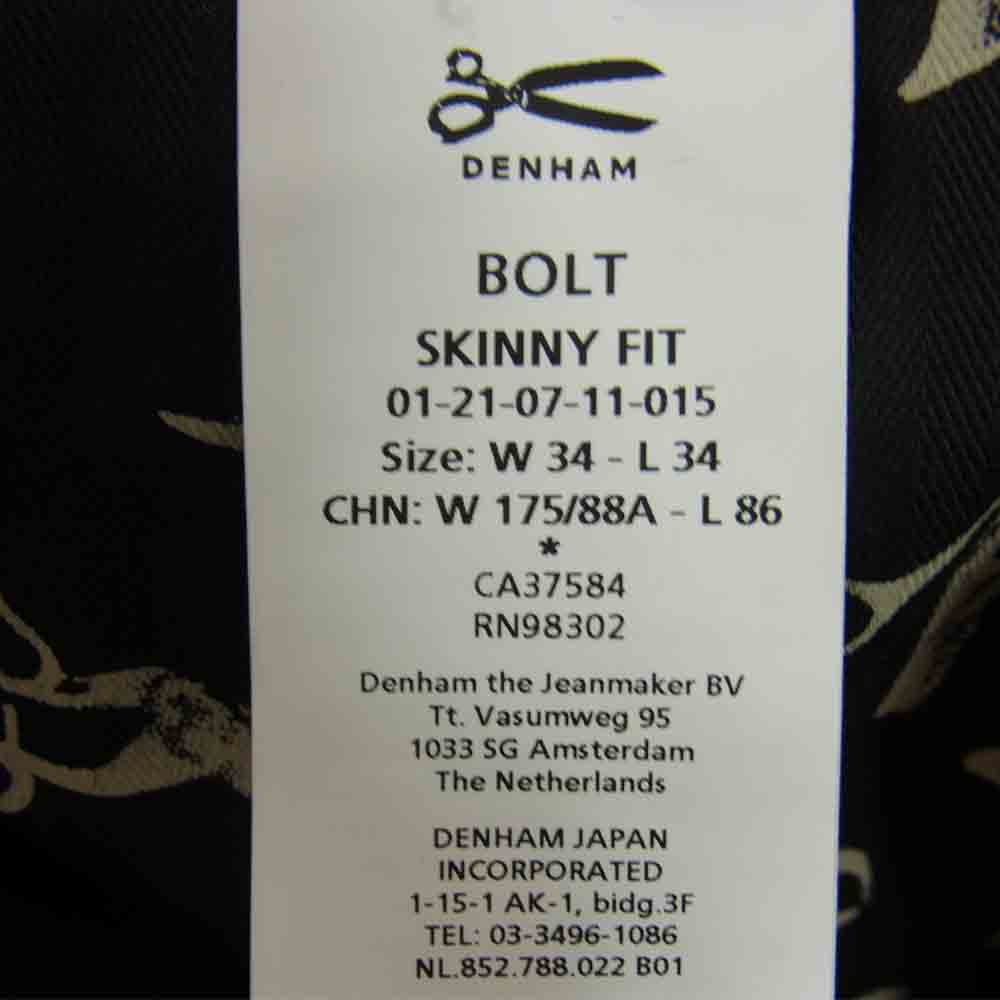 DENHAM
BOLT
SKINNY FIT
01-21-07-11-015
Size: W 34 - L 34
CHN: W 175/88A - L 86
*
CA37584
RN98302
Denham the Jeanmaker BV
Tt. Vasumweg 95
1033 SG Amsterdam
The Netherlands
DENHAM JAPAN
INCORPORATED
1-15-1 AK-1, bidg.3F
TEL: 03-3496-1086
NL.852.788.022 B01